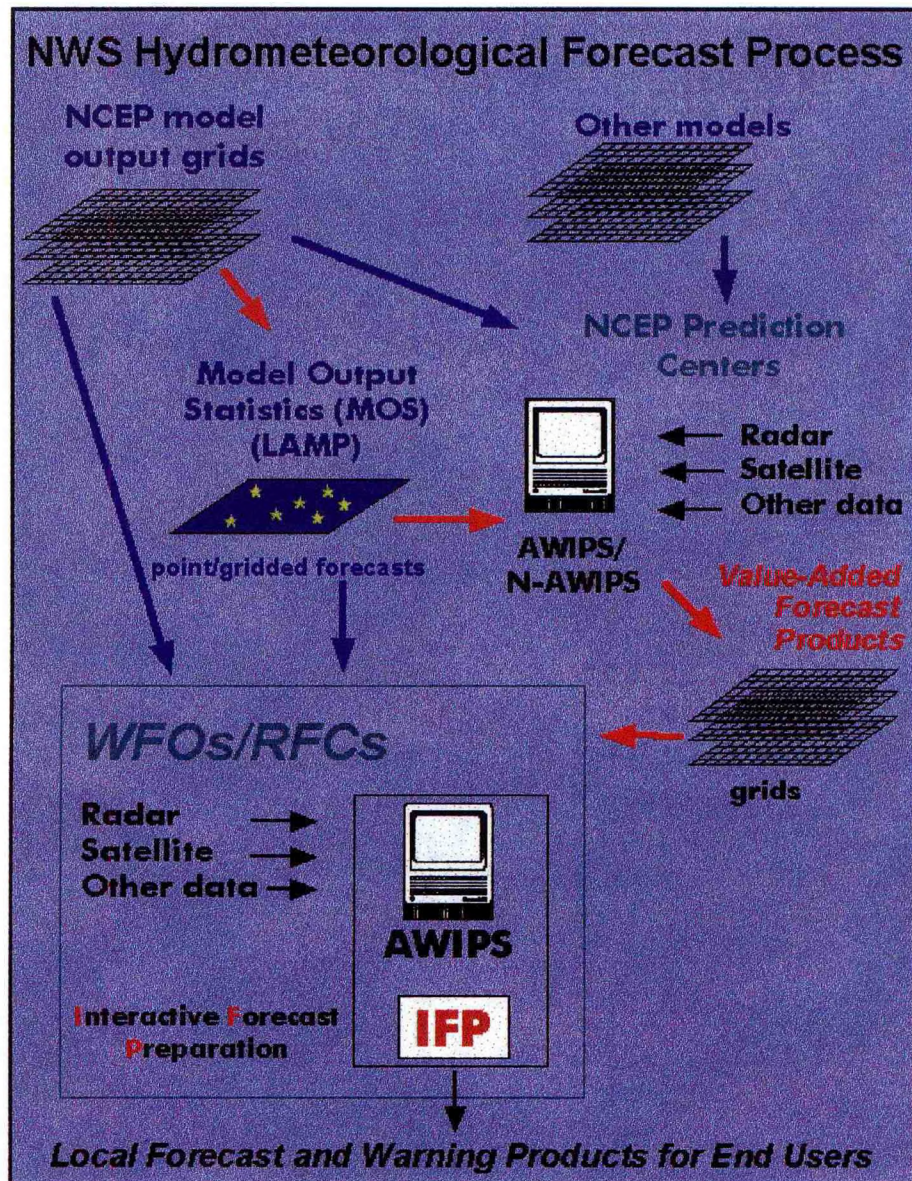 NWS Hydrometeorological Forecast Process
NCEP model
output grids
Other models
NCEP Prediction
Centers
Model Output
Statistics (MOS)
(LAMP)
Radar
Satellite
Other data
point/gridded forecasts
AWIPS/
N-AWIPS
Value-Added
Forecast
Products
grids
WFOs/RFCs
Radar
Satellite
Other data
AWIPS
Interactive Forecast
Preparation
IFP
Local Forecast and Warning Products for End Users